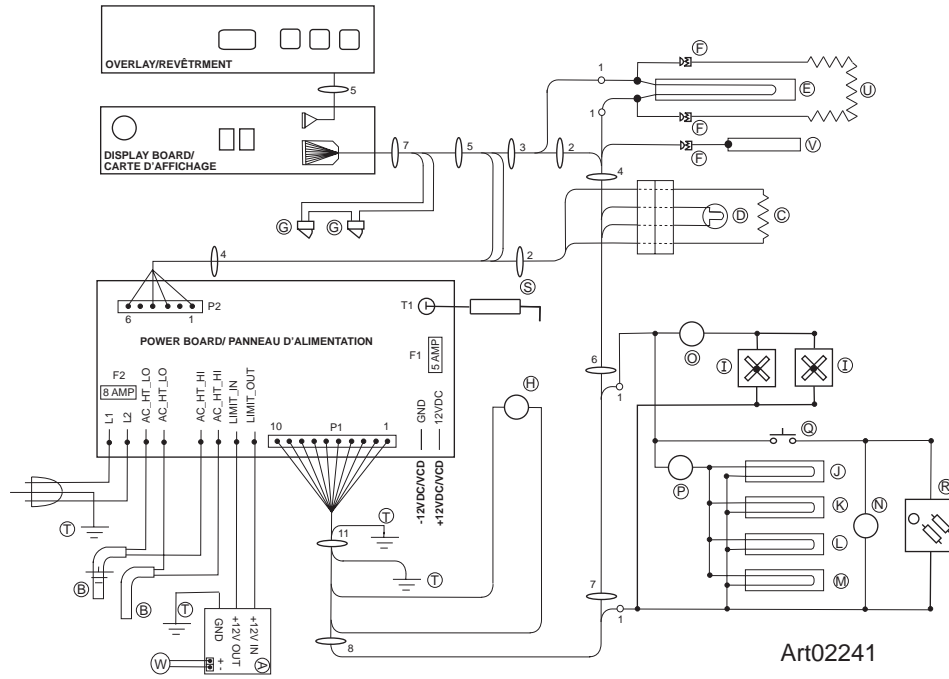 OVERLAY/REVÊTRMENT
5
DISPLAY BOARD/
CARTE D'AFFICHAGE
7
5
3
2
1
1
F
F
F
E
U
V
4
G
G
4
2
D
C
S
P2
6
1
T1
POWER BOARD/ PANNEAU D'ALIMENTATION
F1
5 AMP
F2
8 AMP
L1
L2
AC_HT_LO
AC_HT_LO
AC_HT_HI
AC_HT_HI
LIMIT_IN
LIMIT_OUT
10
P1
1
GND
12VDC
-12VDC/VCD
+12VDC/VCD
H
6
1
O
I
I
Q
P
J
K
L
M
N
R
T
B
B
T
11
T
T
GND
+12V OUT
+12V IN
+
-
W
A
8
7
1
Art02241